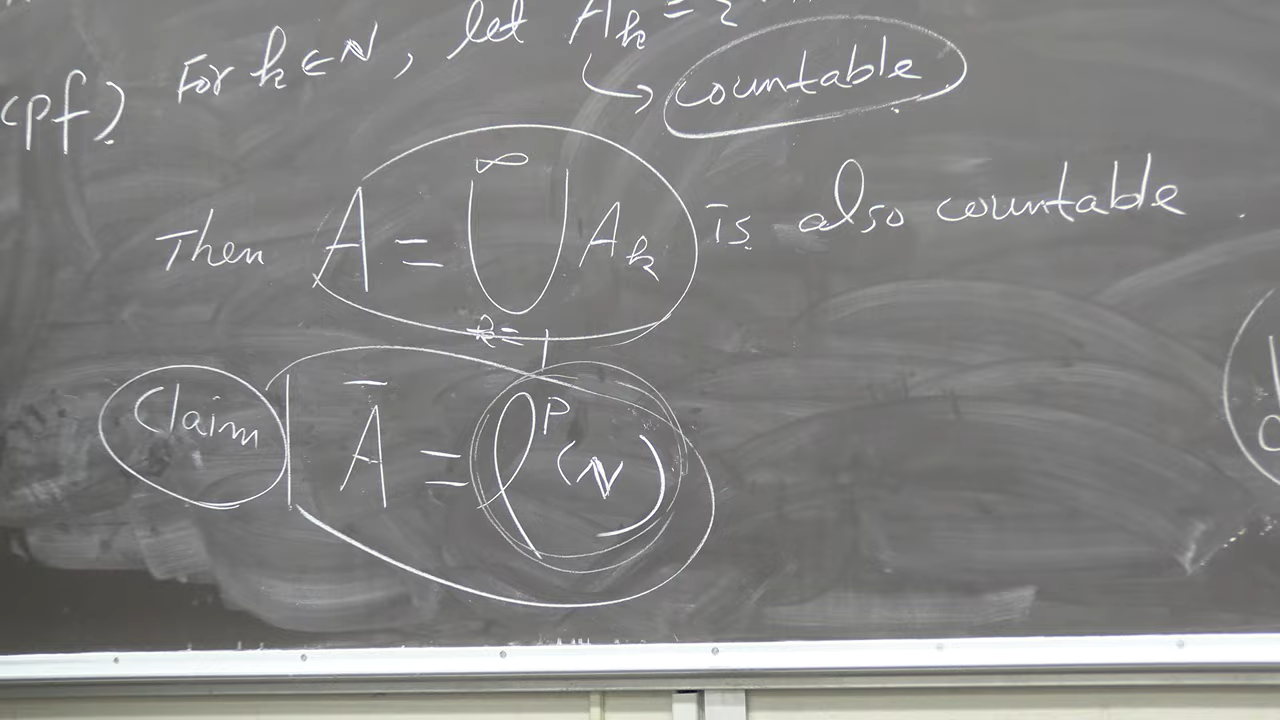 (pf) For k∈ℕ, let A_k = {
↳ countable
Then A = ⋃_{k=1}^∞ A_k is also countable.
Claim | Ā = ℓ^p(ℕ)